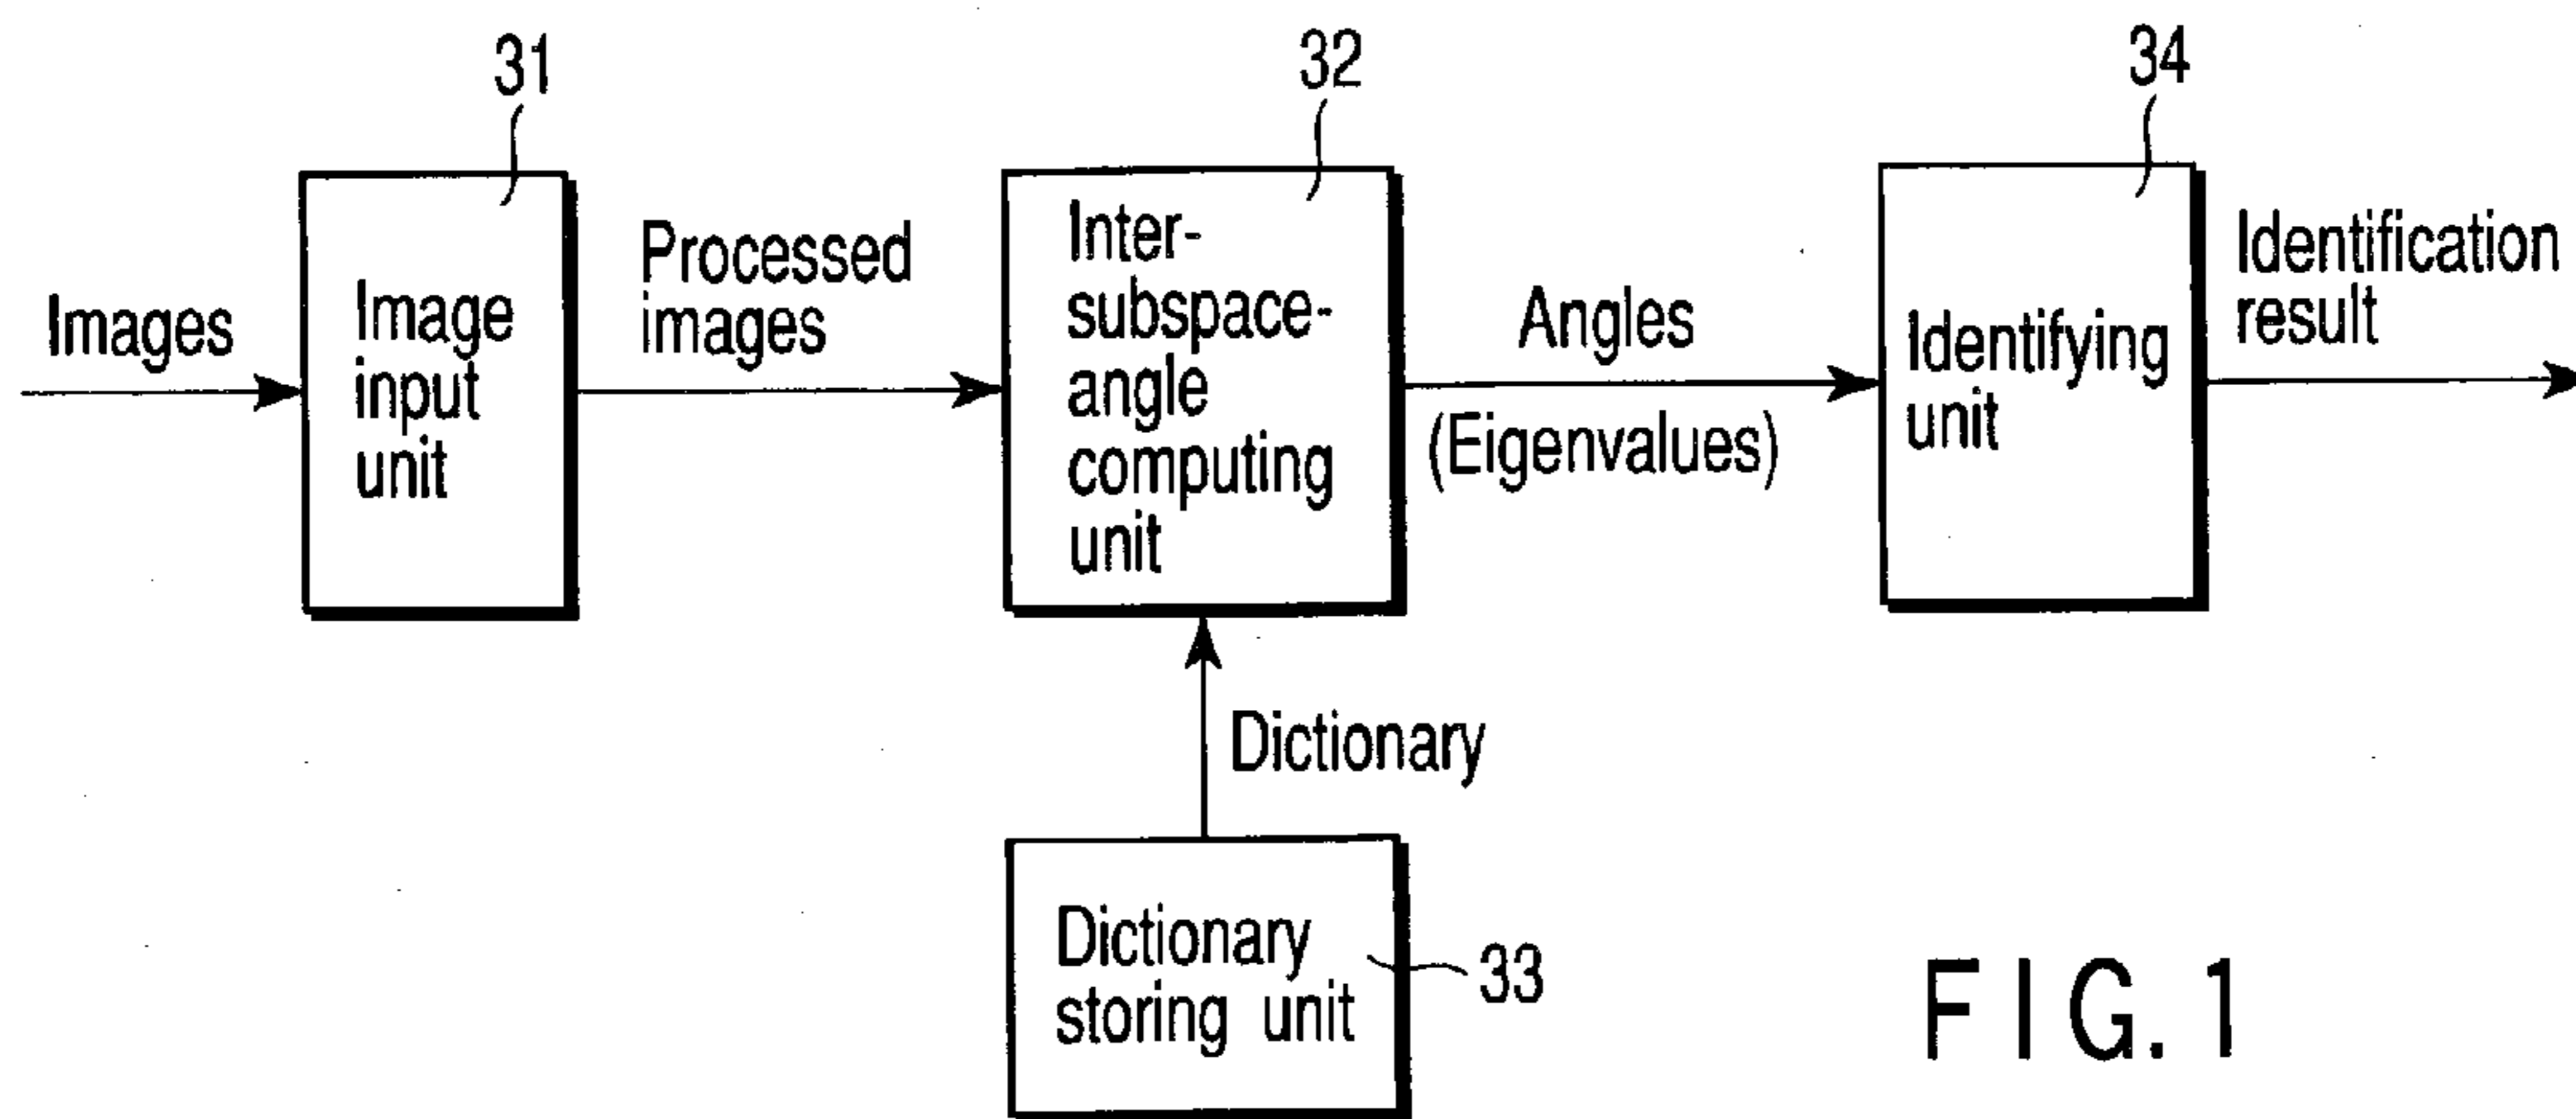 31
32
34
Images
Image
input
unit
Processed
images
Inter-
subspace-
angle
computing
unit
Angles
(Eigenvalues)
Identifying
unit
Identification
result
Dictionary
Dictionary
storing unit
33
FIG. 1